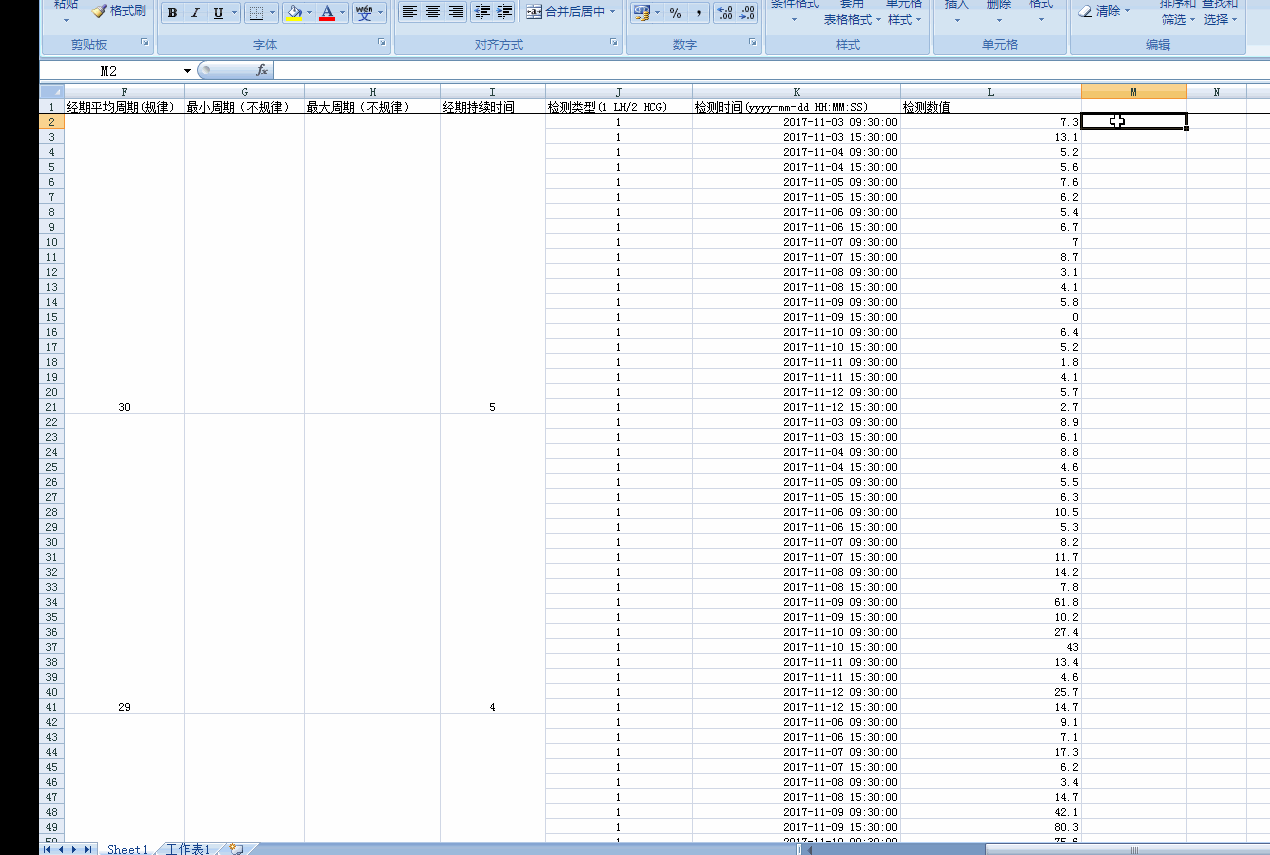 粘贴 格式刷 B I U A wén 文 合并后居中 % , .00 .00 条件格式 套用 单元格 插入 删除 格式 清除 排序和 查找和
表格格式 样式 筛选 选择
剪贴板 字体 对齐方式 数字 样式 单元格 编辑
M2 fx
F G H I J K L M N
1 经期平均周期(规律) 最小周期(不规律) 最大周期(不规律) 经期持续时间 检测类型(1 LH/2 HCG) 检测时间(yyyy-mm-dd HH:MM:SS) 检测数值
2 1 2017-11-03 09:30:00 7.3
3 1 2017-11-03 15:30:00 13.1
4 1 2017-11-04 09:30:00 5.2
5 1 2017-11-04 15:30:00 5.6
6 1 2017-11-05 09:30:00 7.6
7 1 2017-11-05 15:30:00 6.2
8 1 2017-11-06 09:30:00 5.4
9 1 2017-11-06 15:30:00 6.7
10 1 2017-11-07 09:30:00 7
11 1 2017-11-07 15:30:00 8.7
12 1 2017-11-08 09:30:00 3.1
13 1 2017-11-08 15:30:00 4.1
14 1 2017-11-09 09:30:00 5.8
15 1 2017-11-09 15:30:00 0
16 1 2017-11-10 09:30:00 6.4
17 1 2017-11-10 15:30:00 5.2
18 1 2017-11-11 09:30:00 1.8
19 1 2017-11-11 15:30:00 4.1
20 1 2017-11-12 09:30:00 5.7
21 30 5 1 2017-11-12 15:30:00 2.7
22 1 2017-11-03 09:30:00 8.9
23 1 2017-11-03 15:30:00 6.1
24 1 2017-11-04 09:30:00 8.8
25 1 2017-11-04 15:30:00 4.6
26 1 2017-11-05 09:30:00 5.5
27 1 2017-11-05 15:30:00 6.3
28 1 2017-11-06 09:30:00 10.5
29 1 2017-11-06 15:30:00 5.3
30 1 2017-11-07 09:30:00 8.2
31 1 2017-11-07 15:30:00 11.7
32 1 2017-11-08 09:30:00 14.2
33 1 2017-11-08 15:30:00 7.8
34 1 2017-11-09 09:30:00 61.8
35 1 2017-11-09 15:30:00 10.2
36 1 2017-11-10 09:30:00 27.4
37 1 2017-11-10 15:30:00 43
38 1 2017-11-11 09:30:00 13.4
39 1 2017-11-11 15:30:00 4.6
40 1 2017-11-12 09:30:00 25.7
41 29 4 1 2017-11-12 15:30:00 14.7
42 1 2017-11-06 09:30:00 9.1
43 1 2017-11-06 15:30:00 7.1
44 1 2017-11-07 09:30:00 17.3
45 1 2017-11-07 15:30:00 6.2
46 1 2017-11-08 09:30:00 3.4
47 1 2017-11-08 15:30:00 14.7
48 1 2017-11-09 09:30:00 42.1
49 1 2017-11-09 15:30:00 80.3
Sheet1 工作表1